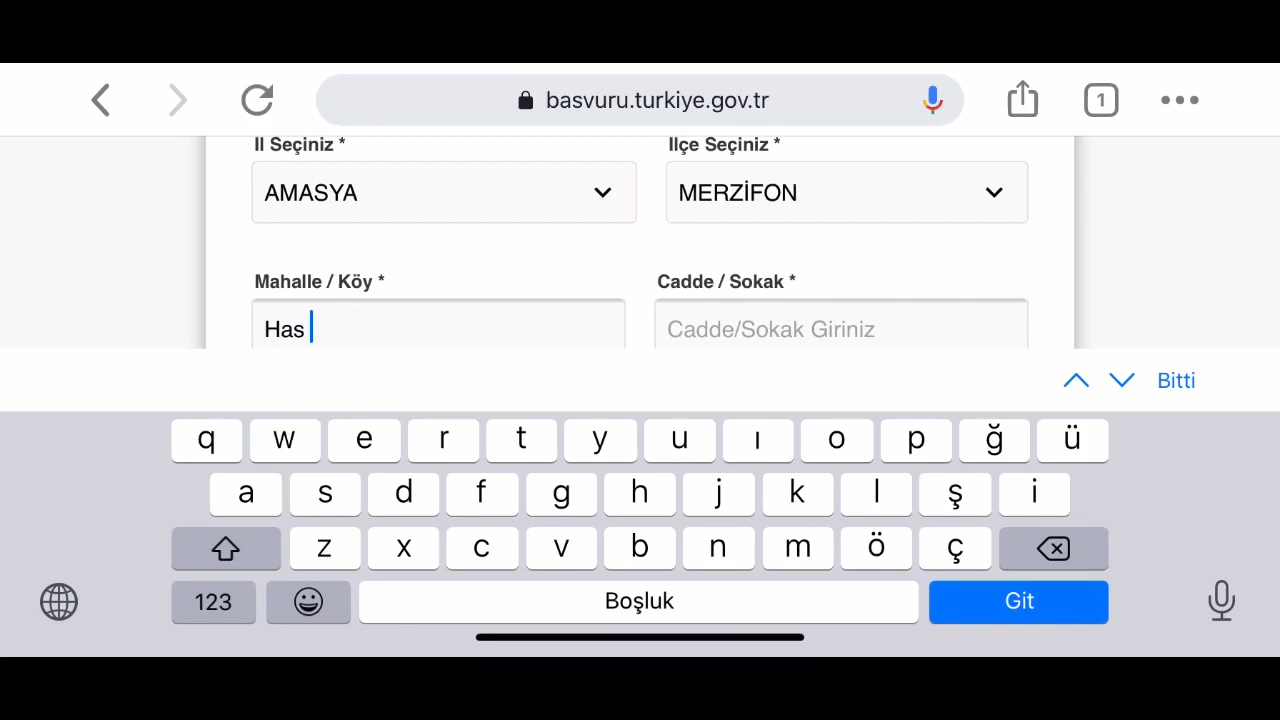 basvuru.turkiye.gov.tr
1
İl Seçiniz *
İlçe Seçiniz *
AMASYA
MERZİFON
Mahalle / Köy *
Cadde / Sokak *
Has
Cadde/Sokak Giriniz
Bitti
q w e r t y u ı o p ğ ü
a s d f g h j k l ş i
z x c v b n m ö ç
123
Boşluk
Git